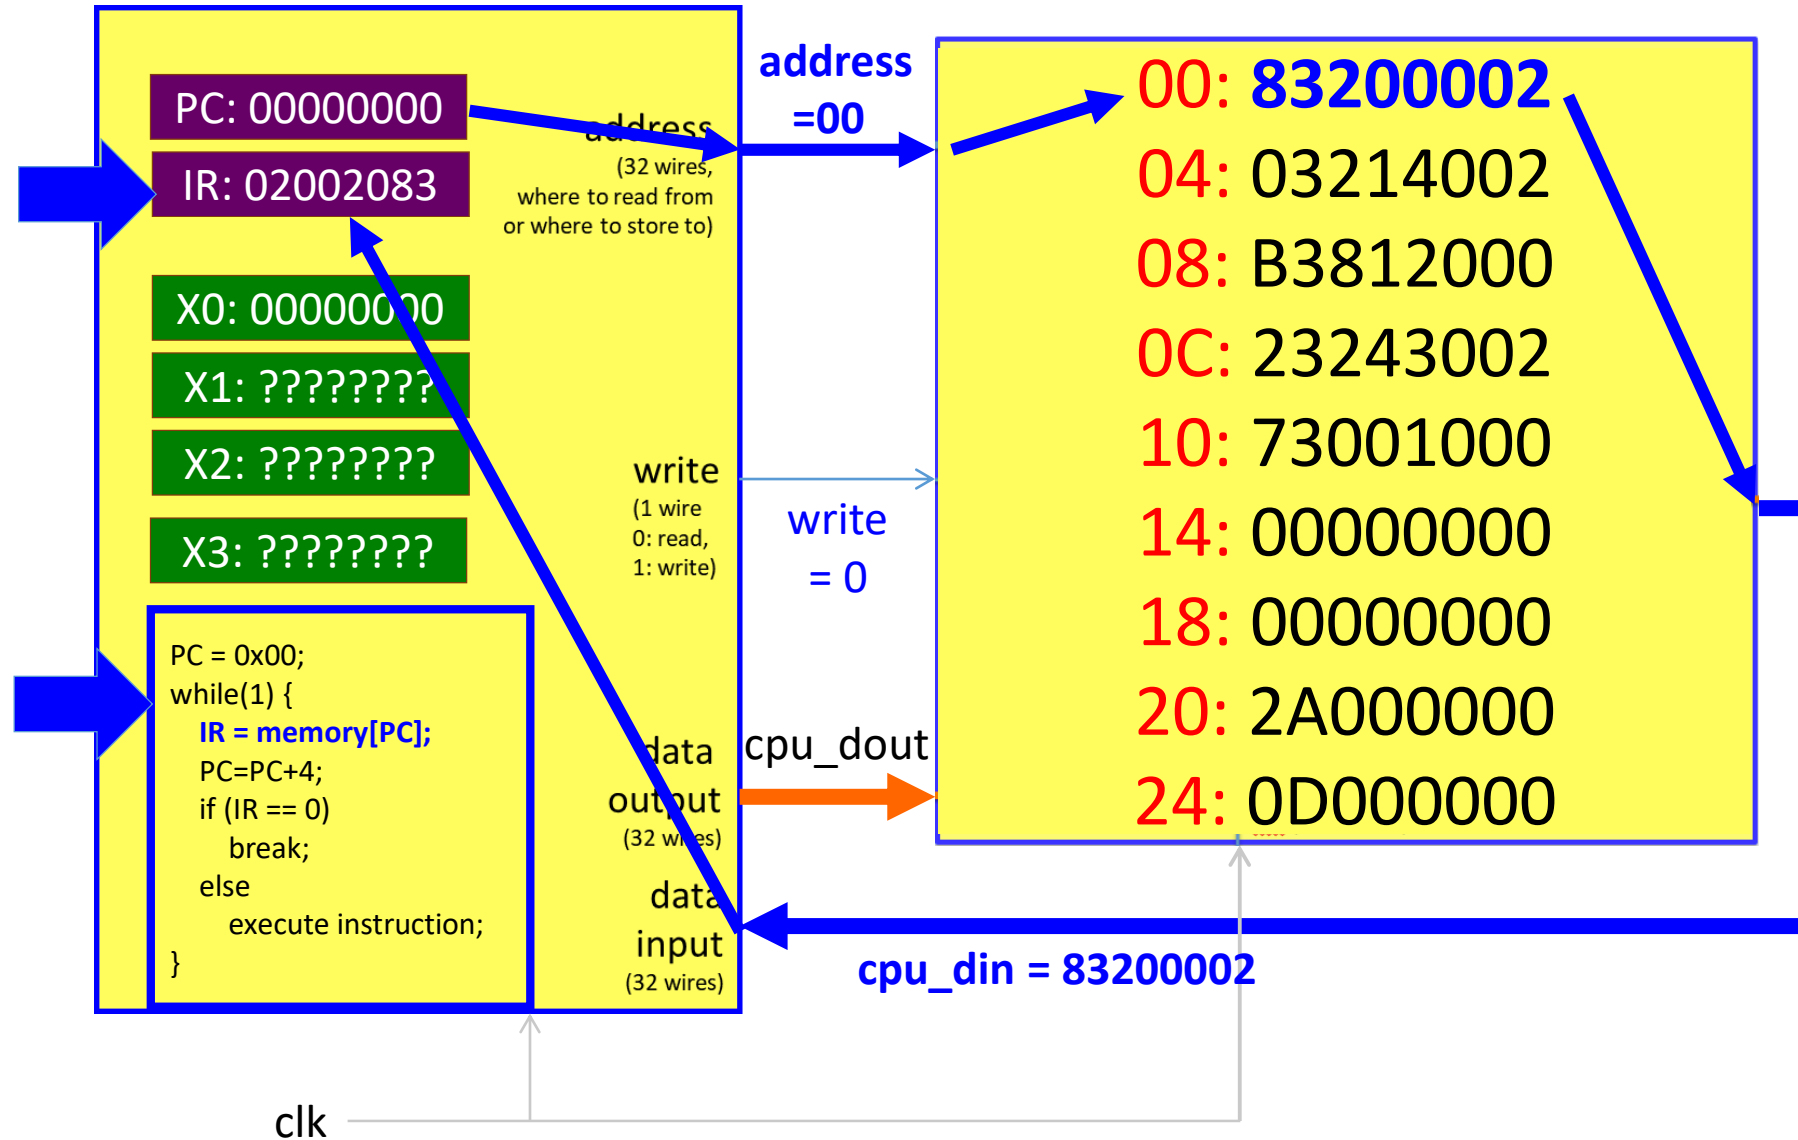 PC: 00000000
IR: 02002083
X0: 00000000
X1: ????????
X2: ????????
X3: ????????
PC = 0x00;
while(1) {
IR = memory[PC];
PC=PC+4;
if (IR == 0)
break;
else
execute instruction;
}
address
(32 wires,
where to read from
or where to store to)
write
(1 wire
0: read,
1: write)
data
output
(32 wires)
data
input
(32 wires)
address
=00
write
= 0
cpu_dout
cpu_din = 83200002
00: 83200002
04: 03214002
08: B3812000
0C: 23243002
10: 73001000
14: 00000000
18: 00000000
20: 2A000000
24: 0D000000
clk